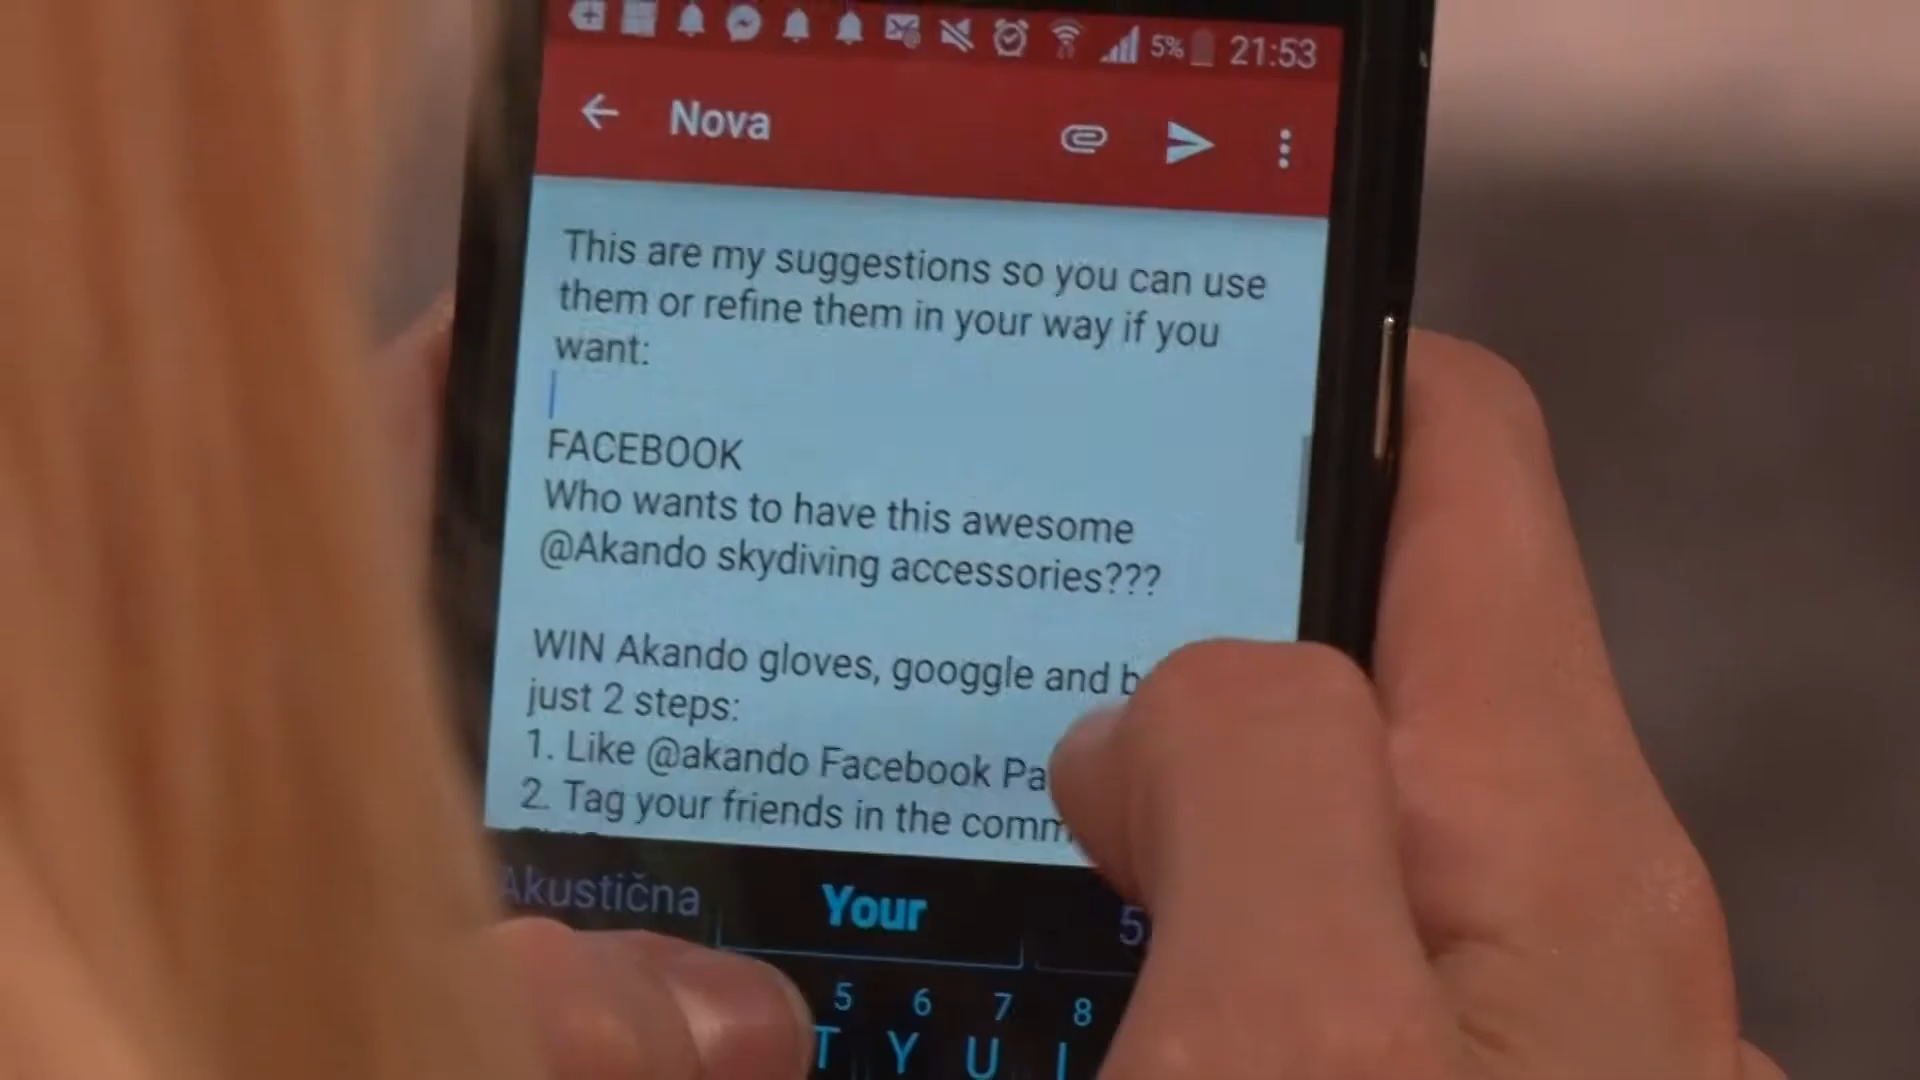 5% 21:53
Nova
This are my suggestions so you can use
them or refine them in your way if you
want:
FACEBOOK
Who wants to have this awesome
@Akando skydiving accessories???
WIN Akando gloves, googgle and
just 2 steps:
1. Like @akando Facebook
2. Tag your friends in the
Akustična Your
5 6 7 8
T Y U I